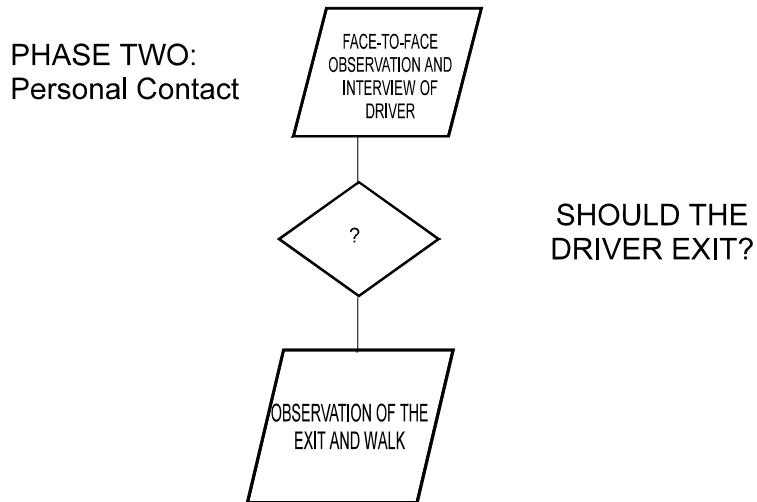 PHASE TWO:
Personal Contact
FACE-TO-FACE
OBSERVATION AND
INTERVIEW OF
DRIVER
?
SHOULD THE
DRIVER EXIT?
OBSERVATION OF THE
EXIT AND WALK